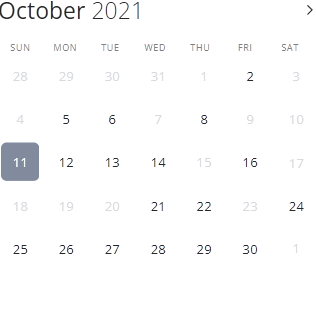 October 2021
SUN MON TUE WED THU FRI SAT
28 29 30 31 1 2 3
4 5 6 7 8 9 10
11 12 13 14 15 16 17
18 19 20 21 22 23 24
25 26 27 28 29 30 1